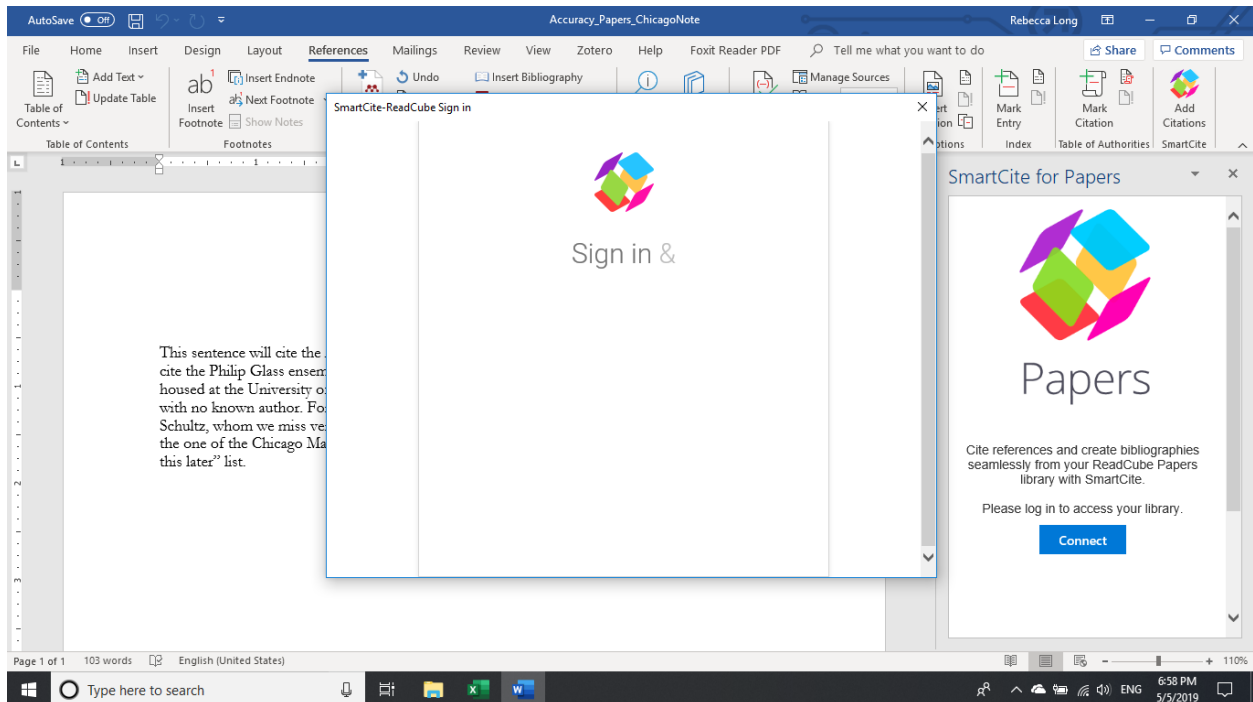 AutoSave Off
Accuracy_Papers_ChicagoNote
Rebecca Long
File Home Insert Design Layout References Mailings Review View Zotero Help Foxit Reader PDF Tell me what you want to do Share Comments
Table of
Contents
Add Text
Update Table
Table of Contents
ab1
Insert
Footnote
Insert Endnote
Next Footnote
Show Notes
Footnotes
Undo
Insert Bibliography
Manage Sources
Mark
Entry
Index
Mark
Citation
Table of Authorities
Add
Citations
SmartCite
SmartCite-ReadCube Sign in
Sign in &
This sentence will cite the
cite the Philip Glass ensem
housed at the University o
with no known author. Fo
Schultz, whom we miss ve
the one of the Chicago Ma
this later” list.
SmartCite for Papers
Papers
Cite references and create bibliographies
seamlessly from your ReadCube Papers
library with SmartCite.
Please log in to access your library.
Connect
Page 1 of 1 103 words English (United States) 110%
Type here to search
ENG
6:58 PM
5/5/2019